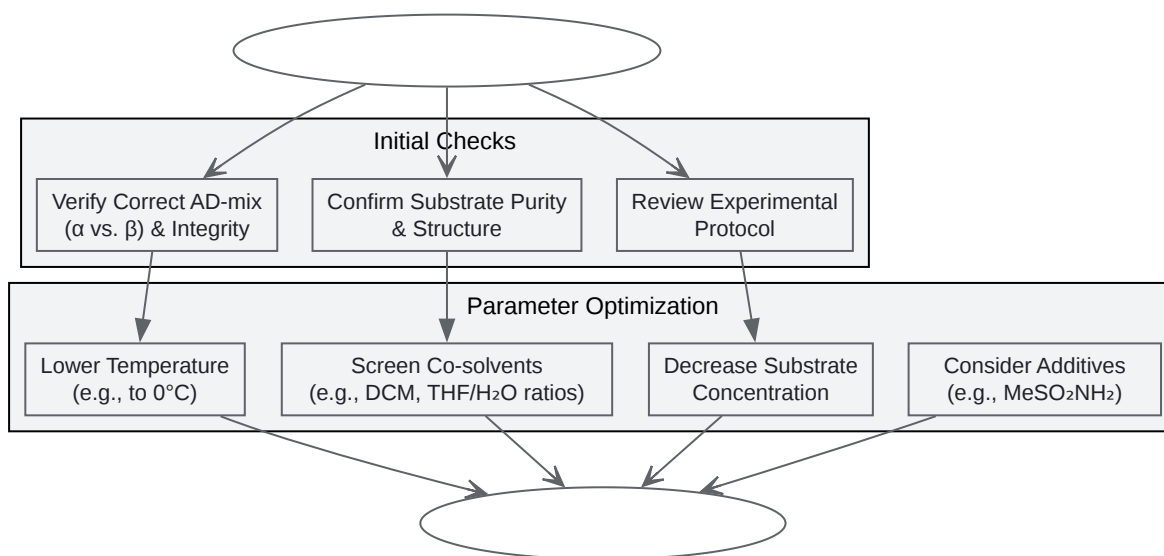 Initial Checks
Verify Correct AD-mix
(α vs. β) & Integrity
Confirm Substrate Purity
& Structure
Review Experimental
Protocol
Parameter Optimization
Lower Temperature
(e.g., to 0°C)
Screen Co-solvents
(e.g., DCM, THF/H₂O ratios)
Decrease Substrate
Concentration
Consider Additives
(e.g., MeSO₂NH₂)